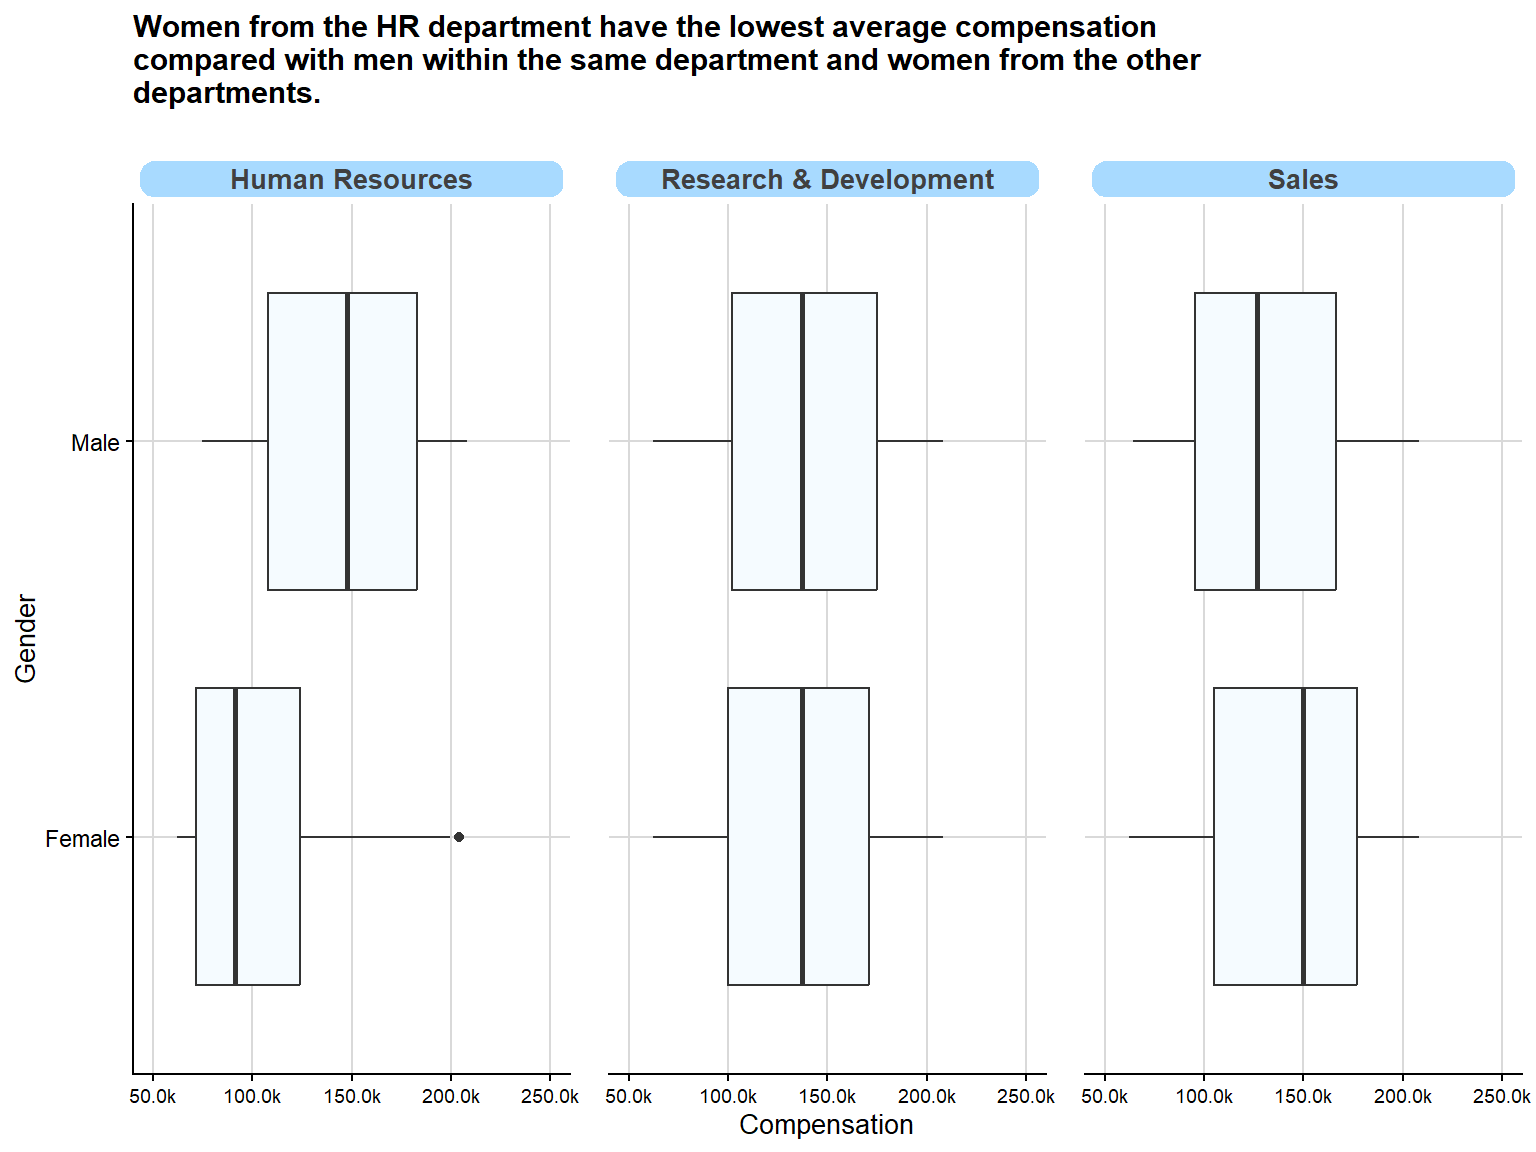 Women from the HR department have the lowest average compensation
compared with men within the same department and women from the other
departments.
Human Resources
Research & Development
Sales
Gender
Male
Female
50.0k 100.0k 150.0k 200.0k 250.0k
50.0k 100.0k 150.0k 200.0k 250.0k
50.0k 100.0k 150.0k 200.0k 250.0k
Compensation